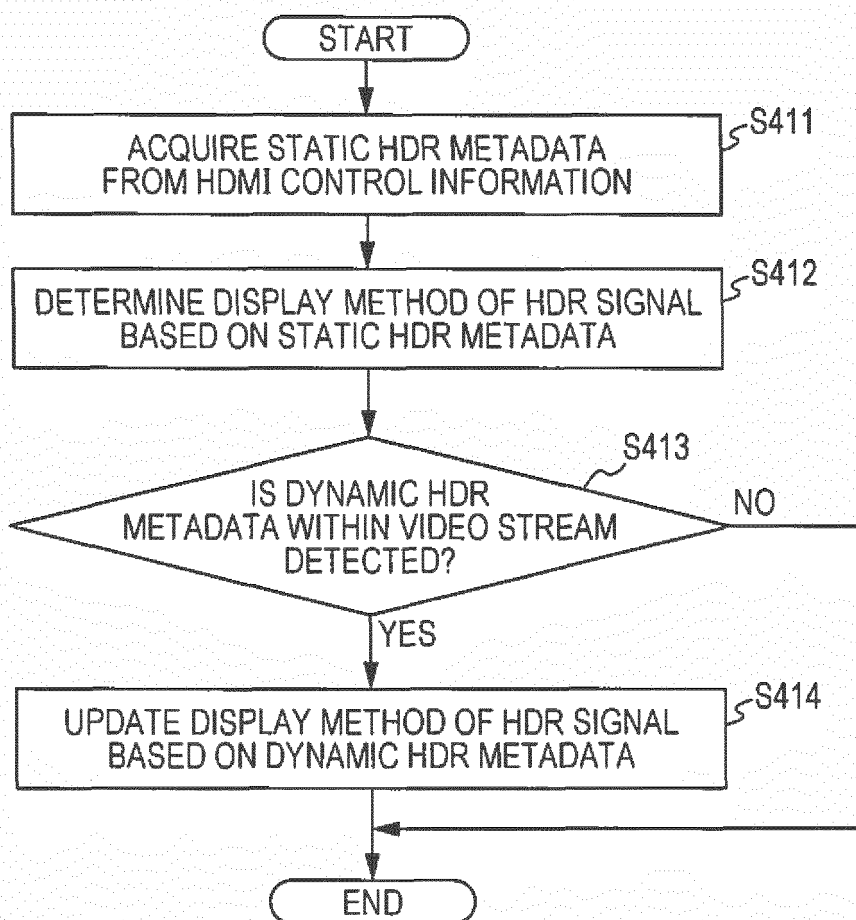 START
S411
ACQUIRE STATIC HDR METADATA
FROM HDMI CONTROL INFORMATION
S412
DETERMINE DISPLAY METHOD OF HDR SIGNAL
BASED ON STATIC HDR METADATA
S413
IS DYNAMIC HDR
METADATA WITHIN VIDEO STREAM
DETECTED?
NO
YES
S414
UPDATE DISPLAY METHOD OF HDR SIGNAL
BASED ON DYNAMIC HDR METADATA
END